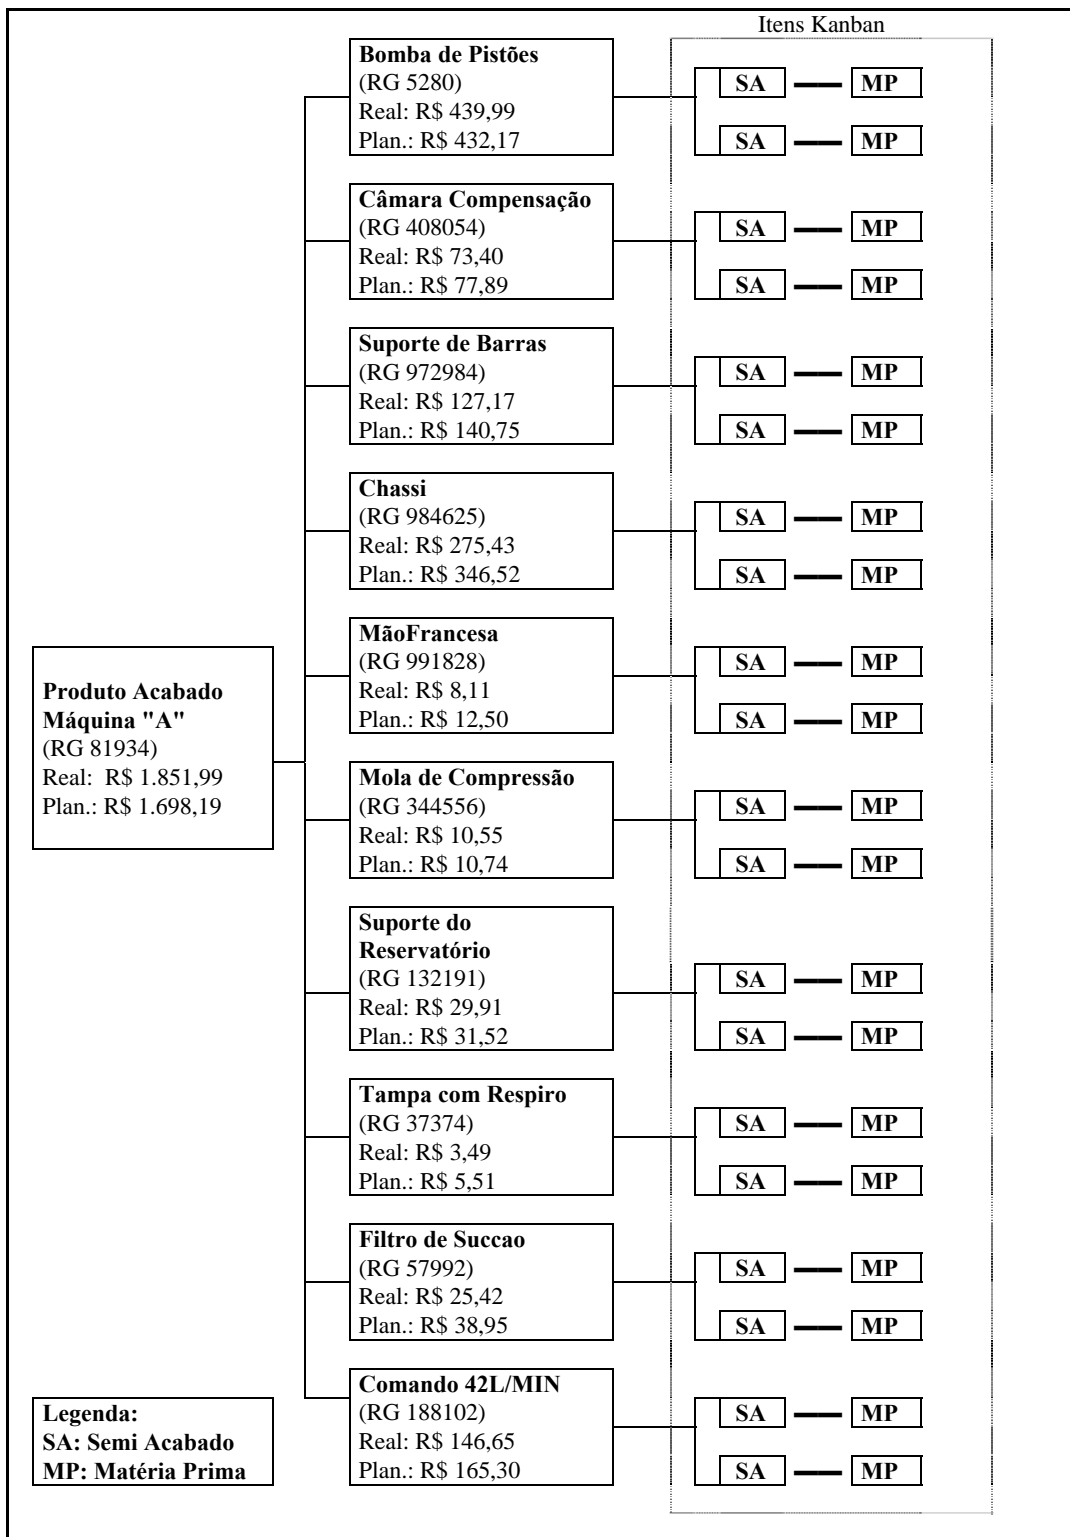 Itens Kanban
Bomba de Pistões
(RG 5280)
Real: R$ 439,99
Plan.: R$ 432,17
SA MP
SA MP
Câmara Compensação
(RG 408054)
Real: R$ 73,40
Plan.: R$ 77,89
SA MP
SA MP
Suporte de Barras
(RG 972984)
Real: R$ 127,17
Plan.: R$ 140,75
SA MP
SA MP
Chassi
(RG 984625)
Real: R$ 275,43
Plan.: R$ 346,52
SA MP
SA MP
MãoFrancesa
(RG 991828)
Real: R$ 8,11
Plan.: R$ 12,50
SA MP
SA MP
Produto Acabado
Máquina "A"
(RG 81934)
Real: R$ 1.851,99
Plan.: R$ 1.698,19
Mola de Compressão
(RG 344556)
Real: R$ 10,55
Plan.: R$ 10,74
SA MP
SA MP
Suporte do
Reservatório
(RG 132191)
Real: R$ 29,91
Plan.: R$ 31,52
SA MP
SA MP
Tampa com Respiro
(RG 37374)
Real: R$ 3,49
Plan.: R$ 5,51
SA MP
SA MP
Filtro de Succao
(RG 57992)
Real: R$ 25,42
Plan.: R$ 38,95
SA MP
SA MP
Comando 42L/MIN
(RG 188102)
Real: R$ 146,65
Plan.: R$ 165,30
SA MP
SA MP
Legenda:
SA: Semi Acabado
MP: Matéria Prima